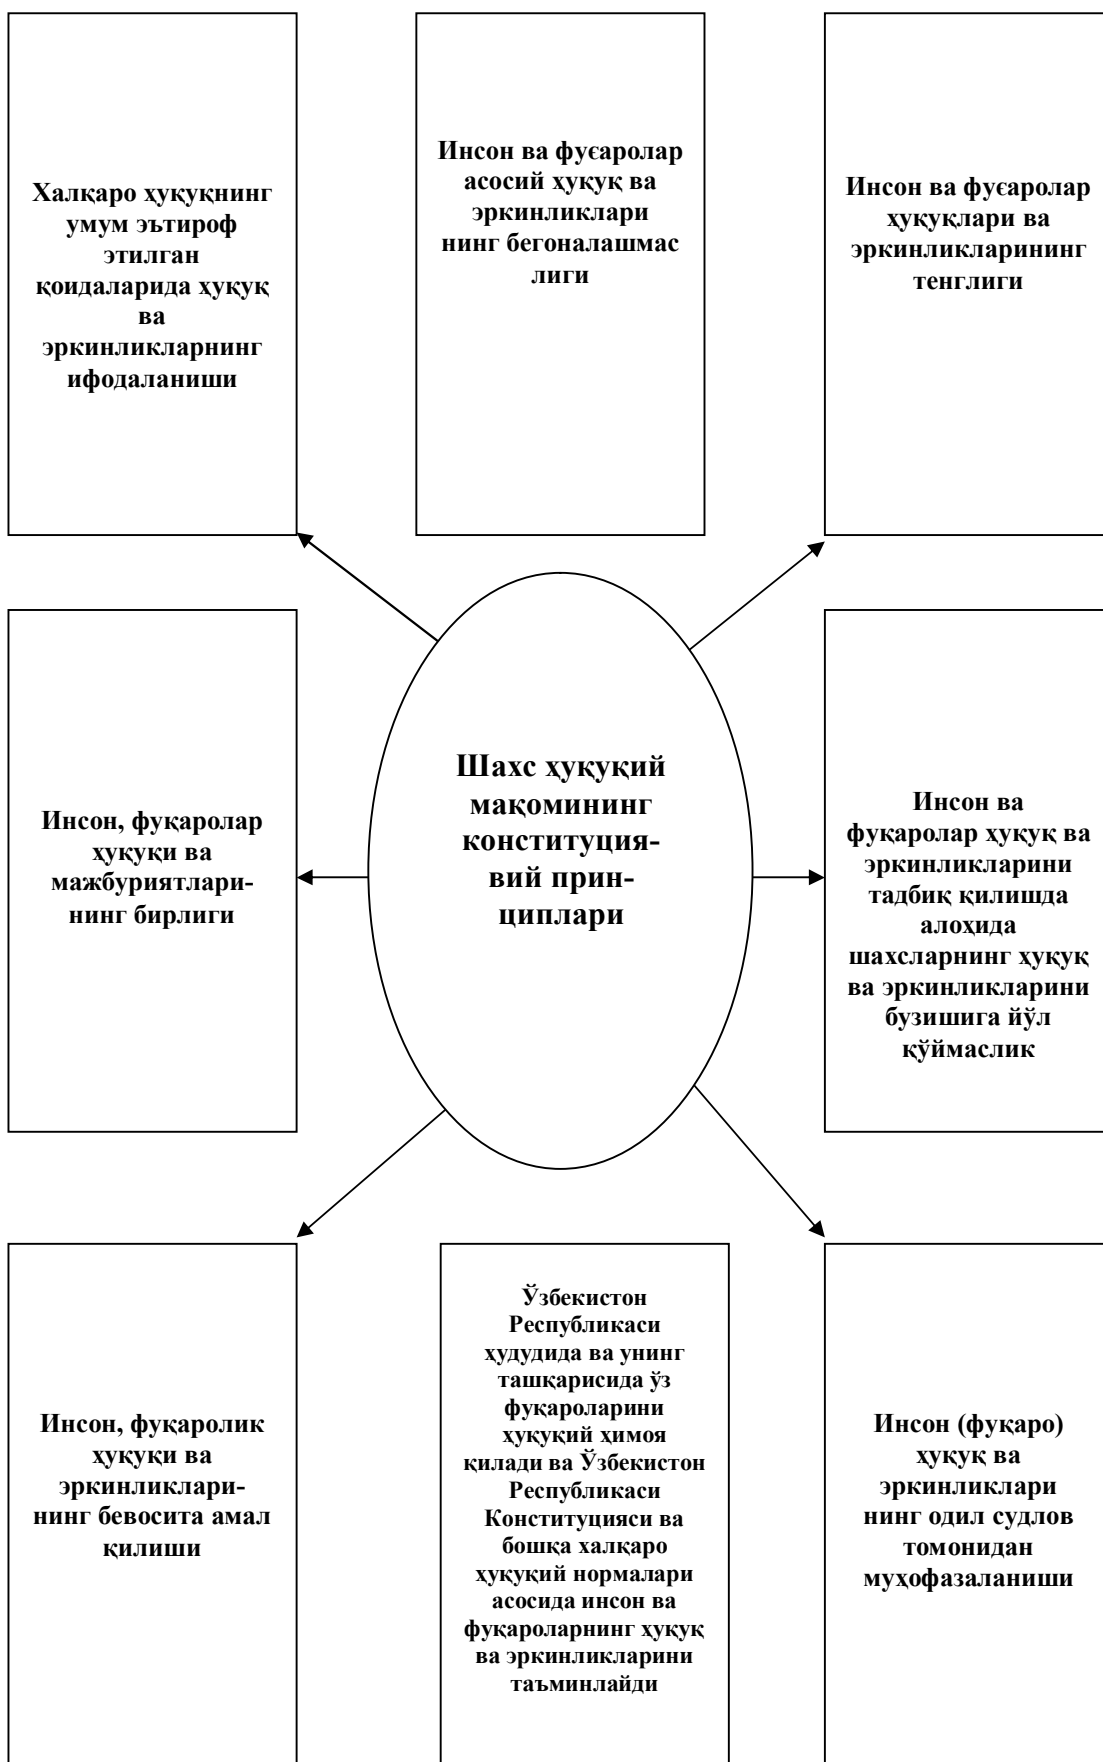 Халқаро ҳуқуқнинг
умум эътироф
этилган
қоидаларида ҳуқуқ
ва
эркинликларнинг
ифодаланиши
Инсон ва фуєаролар
асосий ҳуқуқ ва
эркинликлари
нинг бегоналашмас
лиги
Инсон ва фуєаролар
ҳуқуқлари ва
эркинликларининг
тенглиги
Инсон, фуқаролар
ҳуқуқи ва
мажбуриятлари-
нинг бирлиги
Шахс ҳуқуқий
мақомининг
конституция-
вий прин-
циплари
Инсон ва
фуқаролар ҳуқуқ ва
эркинликларини
тадбиқ қилишда
алоҳида
шахсларнинг ҳуқуқ
ва эркинликларини
бузишига йўл
қўймаслик
Инсон, фуқаролик
ҳуқуқи ва
эркинликлари-
нинг бевосита амал
қилиши
Ўзбекистон
Республикаси
ҳудудида ва унинг
ташқарисида ўз
фуқароларини
ҳуқуқий ҳимоя
қилади ва Ўзбекистон
Республикаси
Конституцияси ва
бошқа халқаро
ҳуқуқий нормалари
асосида инсон ва
фуқароларнинг ҳуқуқ
ва эркинликларини
таъминлайди
Инсон (фуқаро)
ҳуқуқ ва
эркинликлари
нинг одил судлов
томонидан
муҳофазаланиши